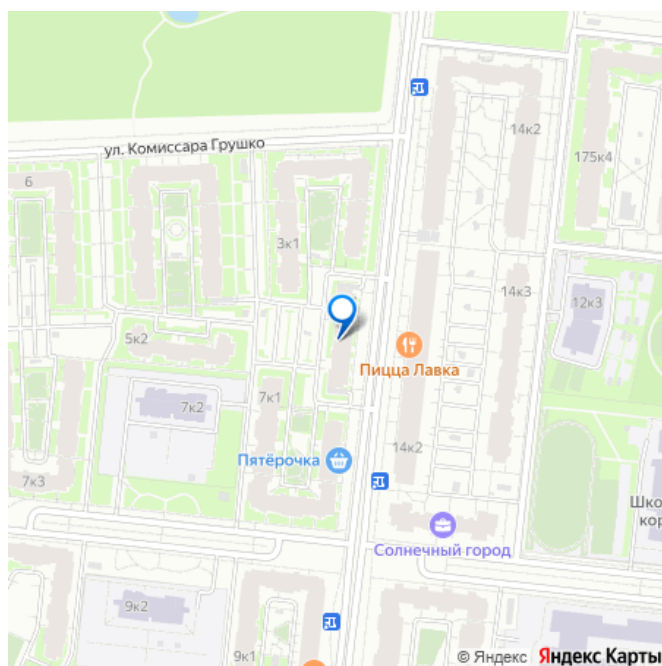 14к2
ул. Комиссара Грушко
175к4
6
3к1
14к3
12к3
5к2
Пицца Лавка
7к1
7к2
14к2
Пятёрочка
7к3
Шко
кор
Солнечный город
9к2
9к1
© Яндекс Яндекс Карты